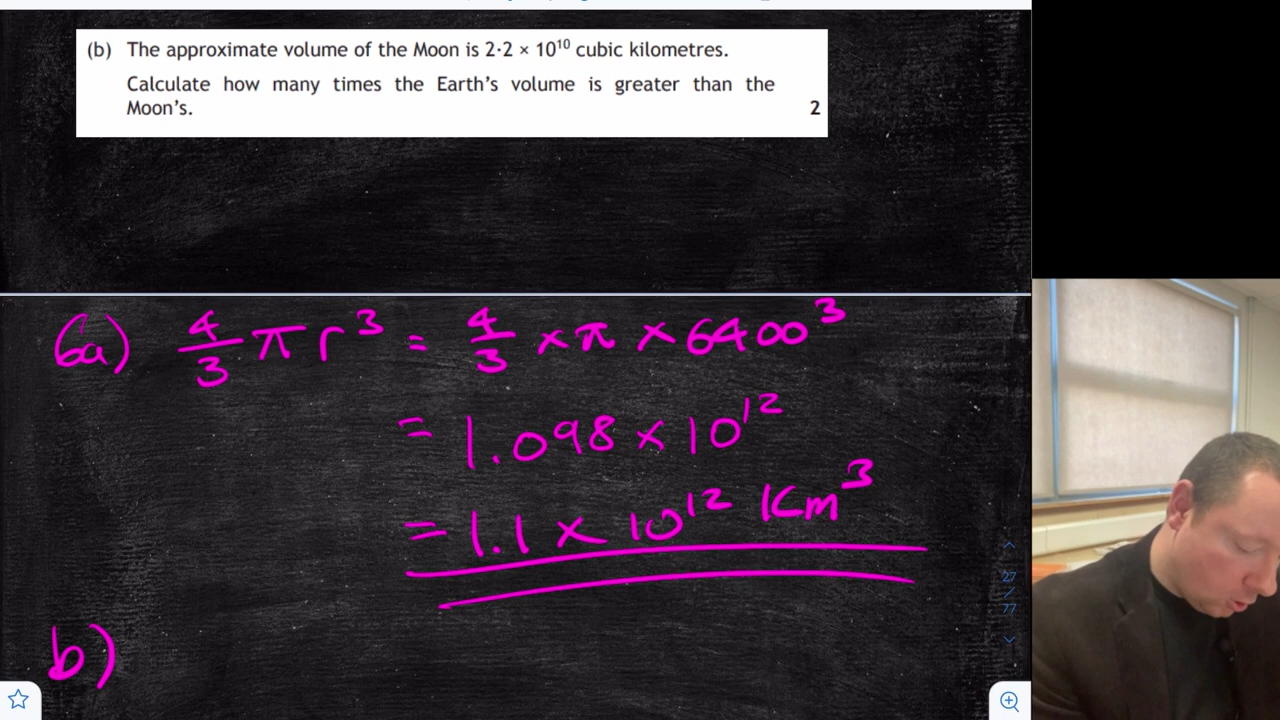 (b) The approximate volume of the Moon is 2·2 × 10¹⁰ cubic kilometres.
Calculate how many times the Earth's volume is greater than the
Moon's. 2
6a) 4/3 π r³ = 4/3 × π × 6400³
= 1.098 × 10¹²
= 1.1 × 10¹² Km³
27
/
77
b)